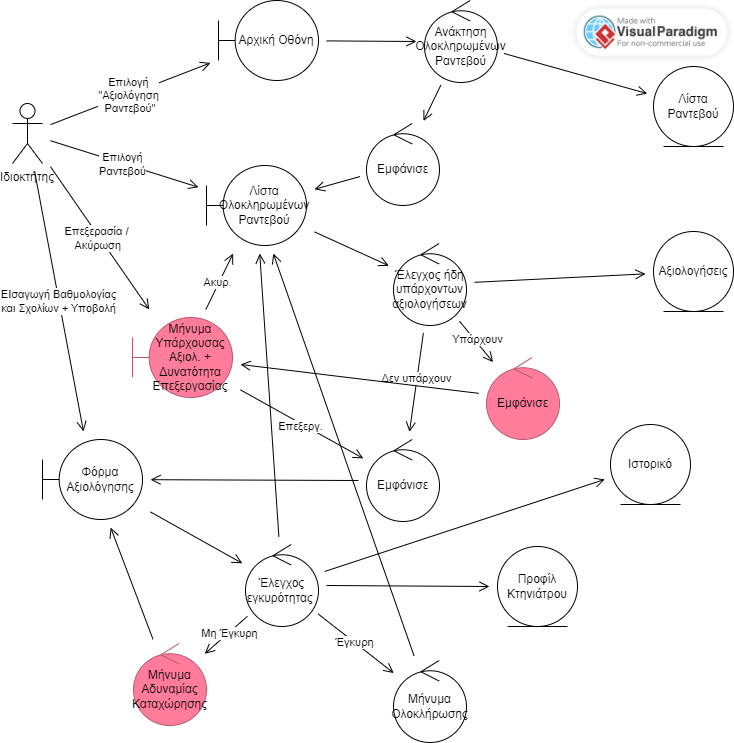 Made with
Visual Paradigm
For non-commercial use
Αρχική Οθόνη
Ανάκτηση
Ολοκληρωμένων
Ραντεβού
Επιλογή
"Αξιολόγηση
Ραντεβού"
Λίστα
Ραντεβού
Ιδιοκτήτης
Επιλογή
Ραντεβού
Εμφάνισε
Λίστα
Ολοκληρωμένων
Ραντεβού
Επεξερασία /
Ακύρωση
Έλεγχος ήδη
υπάρχοντων
αξιολογήσεων
Αξιολογήσεις
Ακυρ.
ΕΙσαγωγή Βαθμολογίας
και Σχολίων + Υποβολή
Μήνυμα
Υπάρχουσας
Αξιολ. +
Δυνατότητα
Επεξεργασίας
Υπάρχουν
Δεν υπάρχουν
Εμφάνισε
Επεξεργ.
Φόρμα
Αξιολόγησης
Εμφάνισε
Ιστορικό
Έλεγχος
εγκυρότητας
Προφίλ
Κτηνιάτρου
Μη Έγκυρη
Έγκυρη
Μήνυμα
Αδυναμίας
Καταχώρησης
Μήνυμα
Ολοκλήρωσης